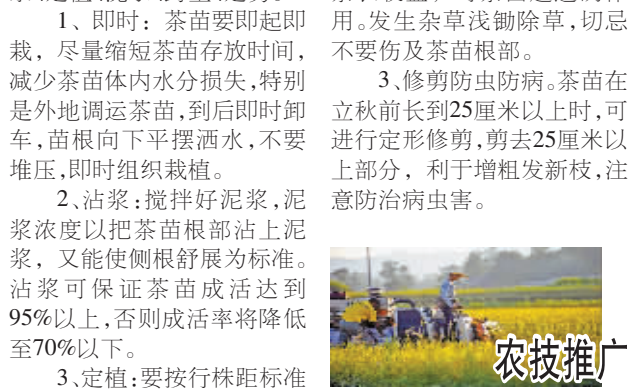 1、即时：茶苗要即起即
栽，尽量缩短茶苗存放时间，
减少茶苗体内水分损失，特别
是外地调运茶苗，到后即时卸
车，苗根向下平摆洒水，不要
堆压，即时组织栽植。
2、沾浆：搅拌好泥浆，泥
浆浓度以把茶苗根部沾上泥
浆，又能使侧根舒展为标准。
沾浆可保证茶苗成活达到
95%以上，否则成活率将降低
至70%以下。
3、定植：要按行株距标准
用。发生杂草浅锄除草，切忌
不要伤及茶苗根部。
3、修剪防虫防病。茶苗在
立秋前长到25厘米以上时，可
进行定形修剪，剪去25厘米以
上部分，利于增粗发新枝，注
意防治病虫害。
农技推广